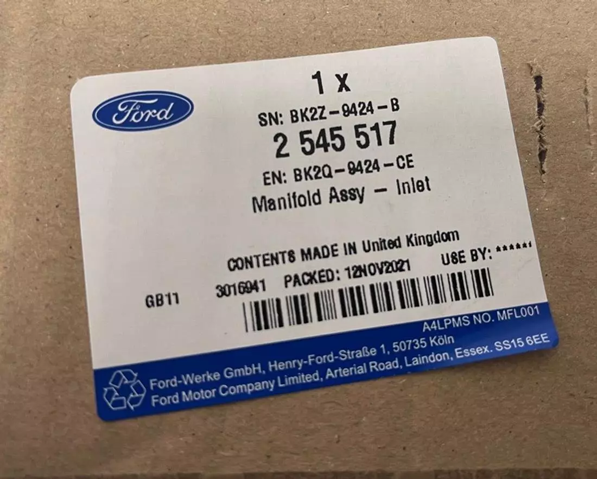 Ford
1 x
SN: BK2Z-9424-B
2 545 517
EN: BK2Q-9424-CE
Manifold Assy - Inlet
CONTENTS MADE IN United Kingdom
GB11 3016941 PACKED: 12NOV2021 USE BY: ******
A4LPMS NO. MFL001
Ford-Werke GmbH, Henry-Ford-Straße 1, 50735 Köln
Ford Motor Company Limited, Arterial Road, Laindon, Essex. SS15 6EE